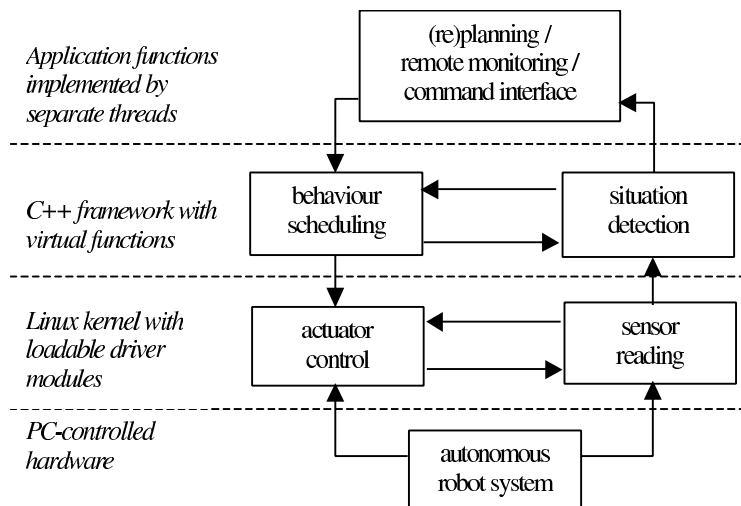 Application functions
implemented by
separate threads
(re)planning /
remote monitoring /
command interface
C++ framework with
virtual functions
behaviour
scheduling
situation
detection
Linux kernel with
loadable driver
modules
actuator
control
sensor
reading
PC-controlled
hardware
autonomous
robot system